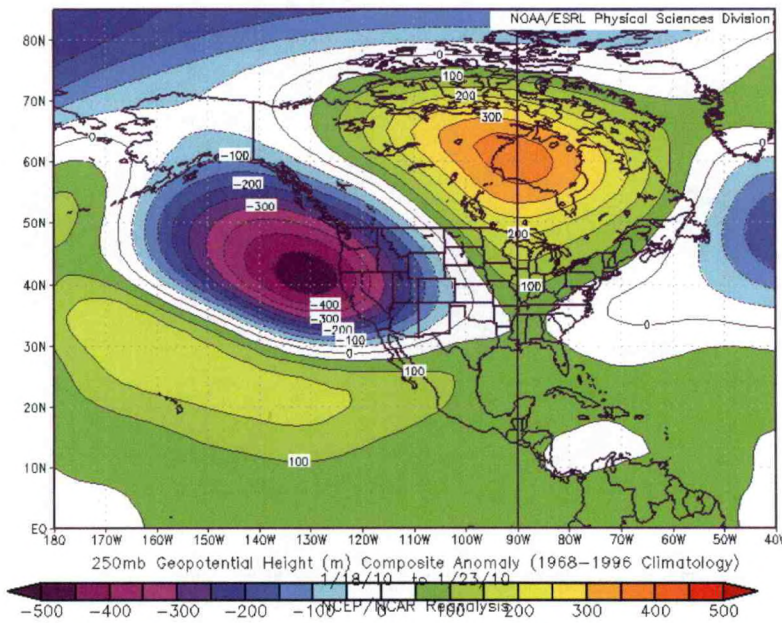 NOAA/ESRL Physical Sciences Division
80N
0
100
70N
200
300
0
0
60N
-100
-200
50N
-300
200
40N
100
-400
-300
0
-200
30N
-100
0
100
20N
10N
100
EQ
180 170W 160W 150W 140W 130W 120W 110W 100W 90W 80W 70W 60W 50W 40W
250mb Geopotential Height (m) Composite Anomaly (1968-1996 Climatology)
1/18/10 to 1/23/10
-500 -400 -300 -200 -100 0 100 200 300 400 500
NCEP/NCAR Reanalysis